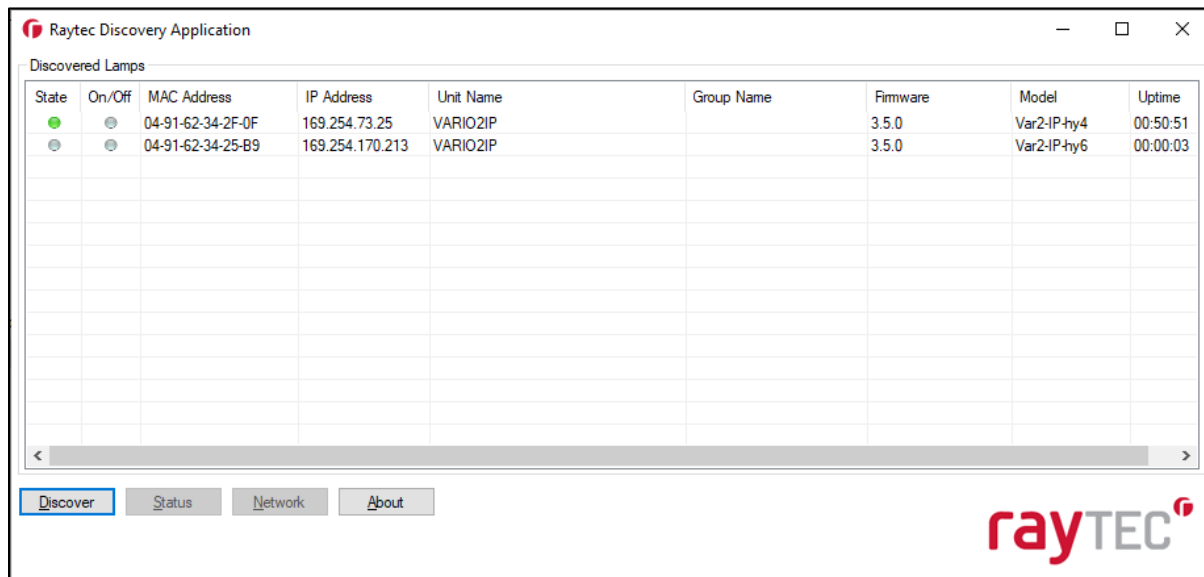 Raytec Discovery Application
Discovered Lamps
State On/Off MAC Address IP Address Unit Name Group Name Firmware Model Uptime
04-91-62-34-2F-0F 169.254.73.25 VARIO2IP 3.5.0 Var2-IP-hy4 00:50:51
04-91-62-34-25-B9 169.254.170.213 VARIO2IP 3.5.0 Var2-IP-hy6 00:00:03
Discover Status Network About
rayTEC